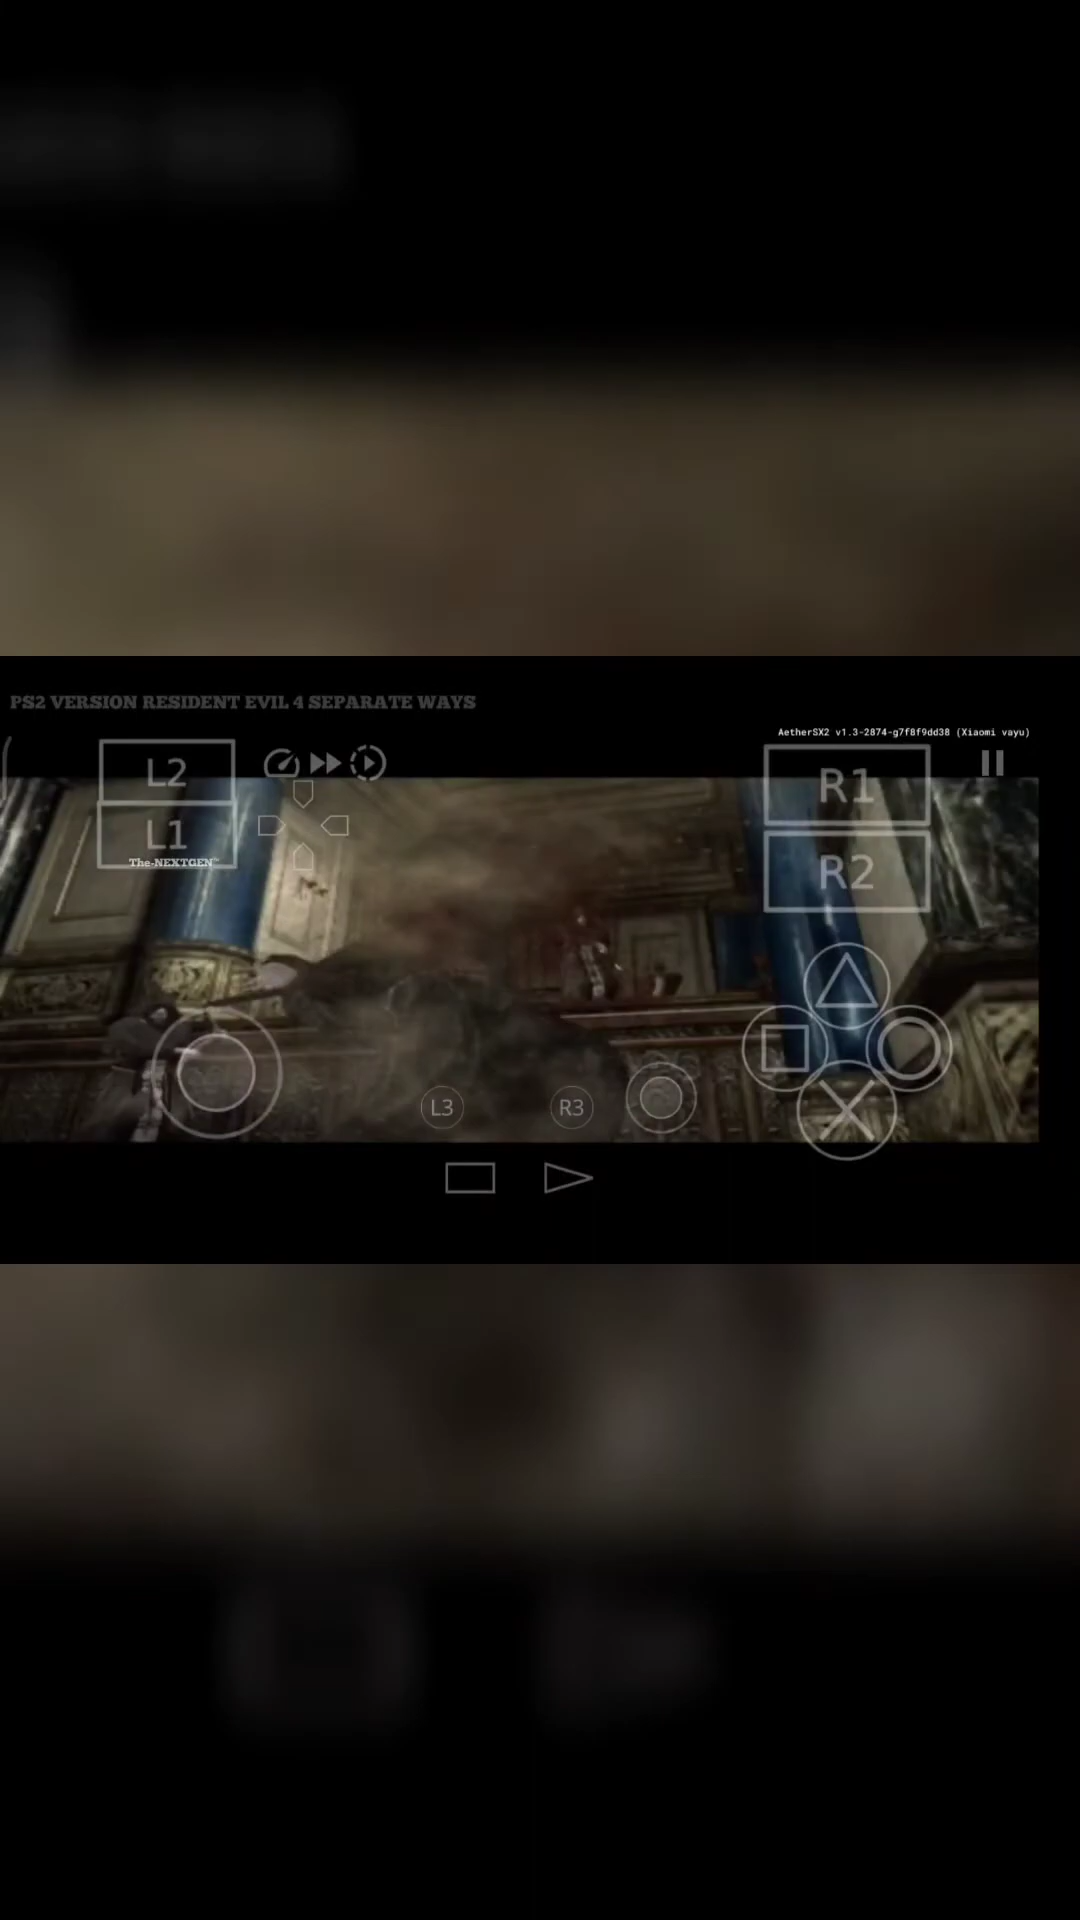 PS2 VERSION RESIDENT EVIL 4 SEPARATE WAYS
AetherSX2 v1.3-2874-g7f8f9dd38 (Xiaomi vayu)
L2
R1
L1
The-NEXTGEN™
R2
L3
R3